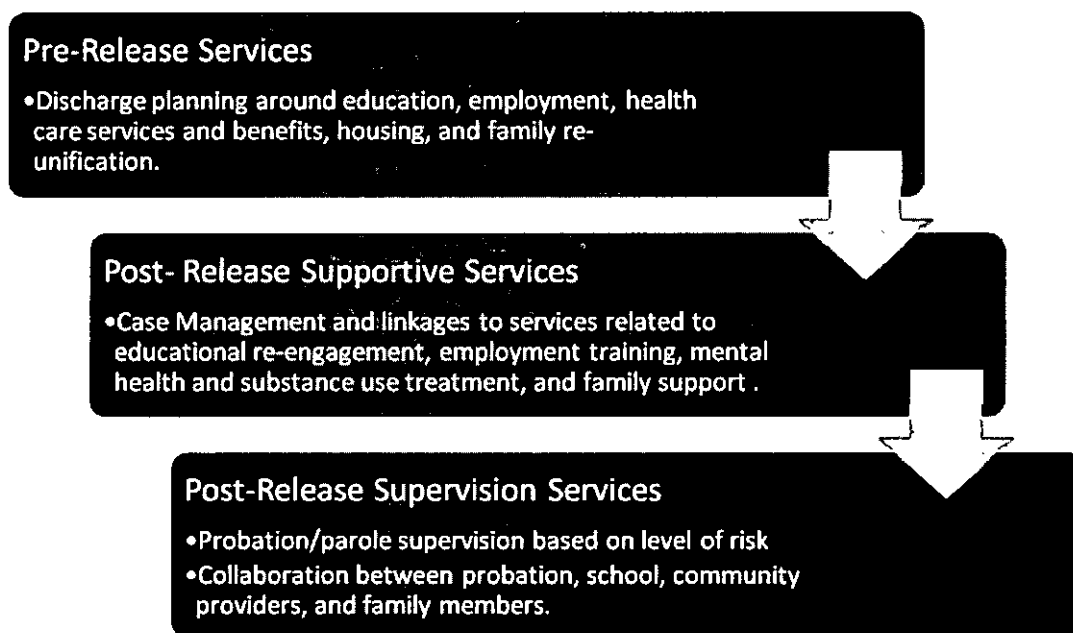 Pre-Release Services
•Discharge planning around education, employment, health
care services and benefits, housing, and family re-
unification.
Post- Release Supportive Services
•Case Management and linkages to services related to
educational re-engagement, employment training, mental
health and substance use treatment, and family support .
Post-Release Supervision Services
•Probation/parole supervision based on level of risk
•Collaboration between probation, school, community
providers, and family members.